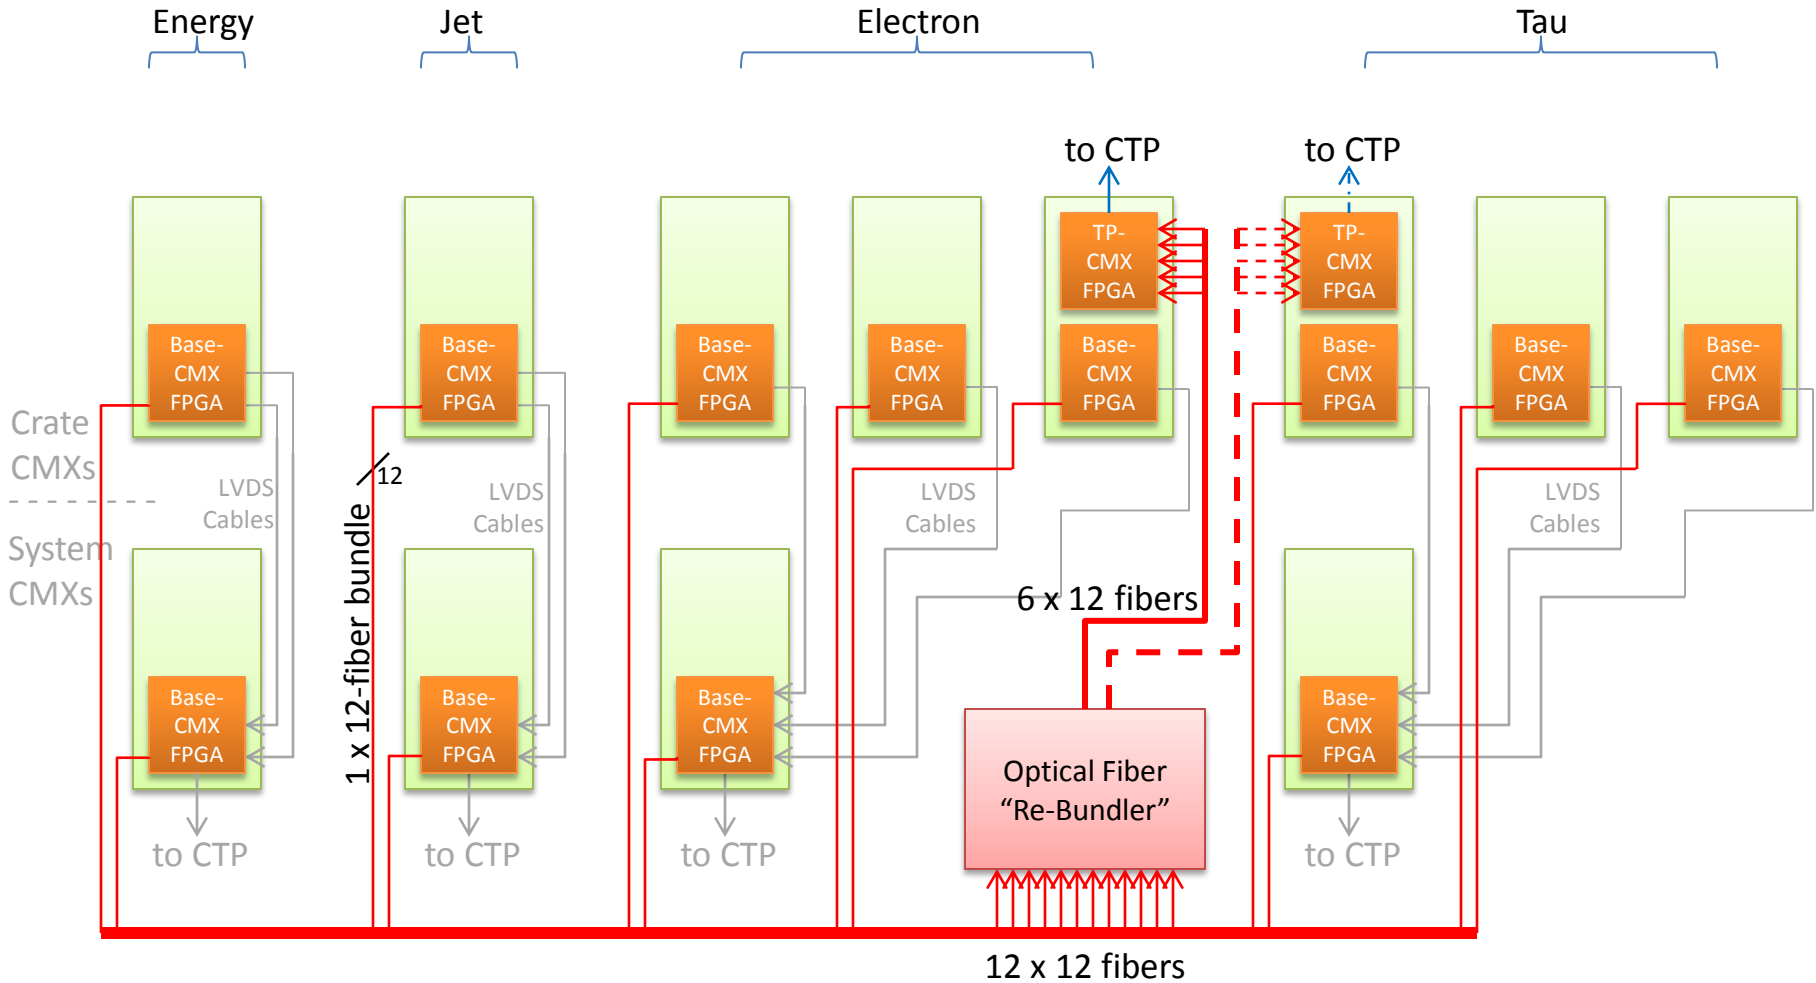 Energy
Jet
Electron
Tau
to CTP
to CTP
TP-
CMX
FPGA
TP-
CMX
FPGA
Base-
CMX
FPGA
Base-
CMX
FPGA
Base-
CMX
FPGA
Base-
CMX
FPGA
Base-
CMX
FPGA
Base-
CMX
FPGA
Base-
CMX
FPGA
Base-
CMX
FPGA
Crate
CMXs
System
CMXs
LVDS
Cables
12
1 x 12-fiber bundle
LVDS
Cables
LVDS
Cables
LVDS
Cables
6 x 12 fibers
Base-
CMX
FPGA
Base-
CMX
FPGA
Base-
CMX
FPGA
Optical Fiber
“Re-Bundler”
Base-
CMX
FPGA
to CTP
to CTP
to CTP
to CTP
12 x 12 fibers